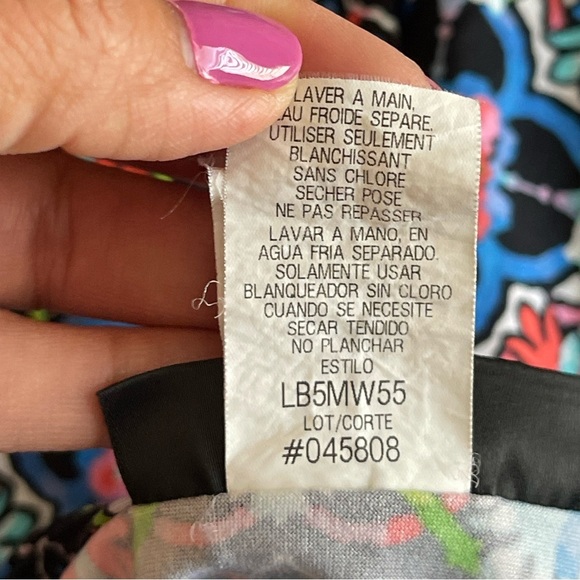 LAVER A MAIN,
EAU FROIDE SEPARE.
UTILISER SEULEMENT
BLANCHISSANT
SANS CHLORE
SECHER POSE
NE PAS REPASSER
LAVAR A MANO, EN
AGUA FRIA SEPARADO.
SOLAMENTE USAR
BLANQUEADOR SIN CLORO
CUANDO SE NECESITE
SECAR TENDIDO
NO PLANCHAR
ESTILO
LB5MW55
LOT/CORTE
#045808